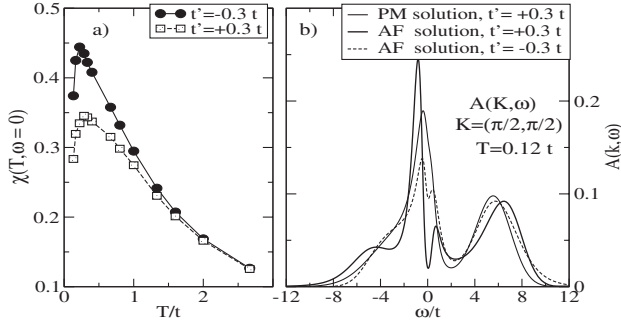 t'=-0.3 t
t'=+0.3 t
a)
0.5
0.4
0.3
0.2
0.1
χ(T,ω=0)
0 1 2 3
T/t
PM solution, t' = +0.3 t
AF solution, t' = +0.3 t
AF solution, t' = -0.3 t
b)
A(K,ω)
K=(π/2,π/2)
T=0.12 t
0.2
0.1
0
A(k,ω)
-12 -8 -4 0 4 8 12
ω/t